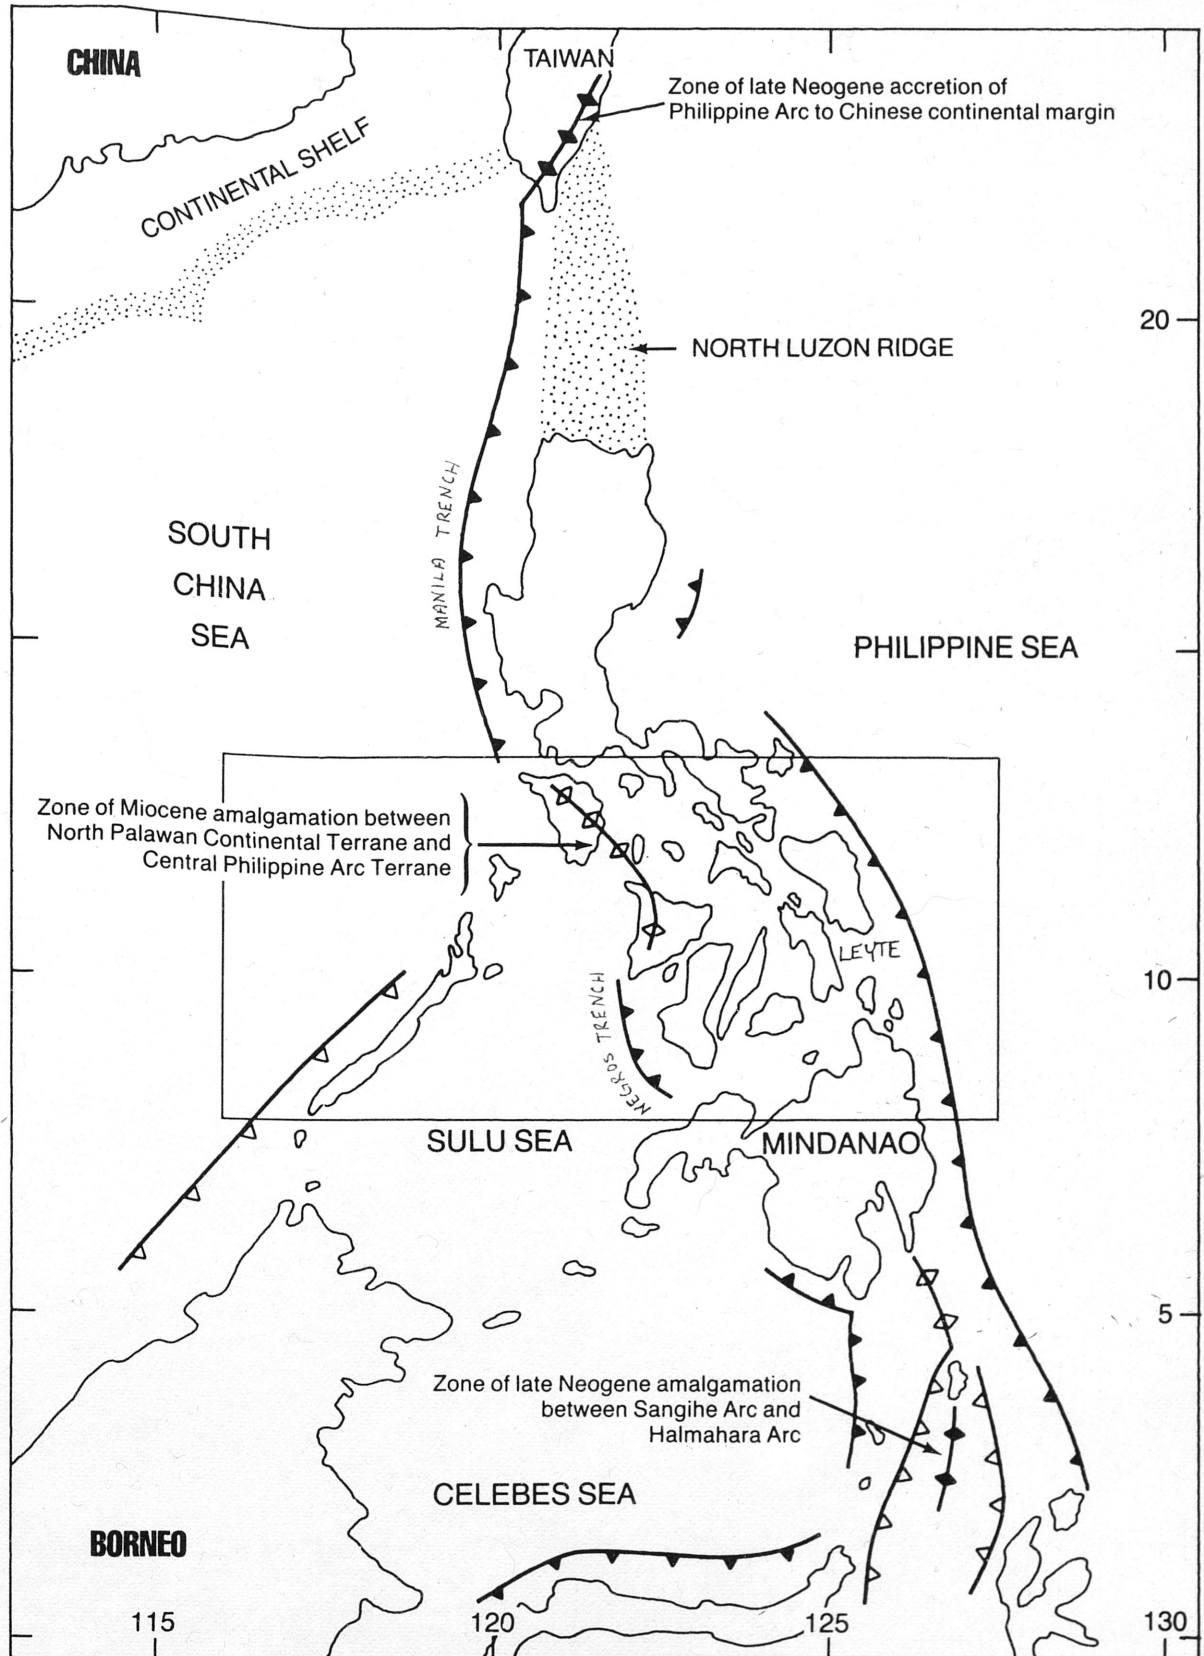 CHINA
TAIWAN
Zone of late Neogene accretion of
Philippine Arc to Chinese continental margin
CONTINENTAL SHELF
20
NORTH LUZON RIDGE
MANILA TRENCH
SOUTH
CHINA
SEA
PHILIPPINE SEA
Zone of Miocene amalgamation between
North Palawan Continental Terrane and
Central Philippine Arc Terrane
LEYTE
10
NEGROS TRENCH
SULU SEA
MINDANAO
5
Zone of late Neogene amalgamation
between Sangihe Arc and
Halmahara Arc
CELEBES SEA
BORNEO
115
120
125
130